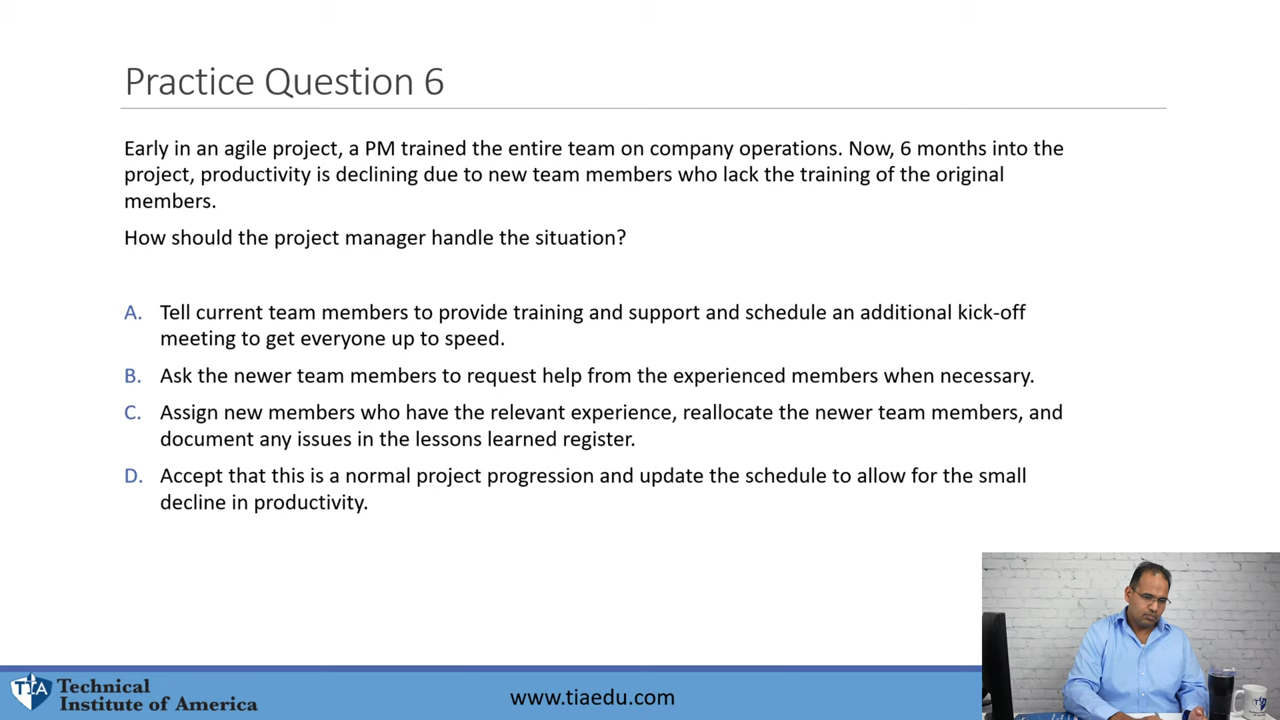 Practice Question 6
Early in an agile project, a PM trained the entire team on company operations. Now, 6 months into the
project, productivity is declining due to new team members who lack the training of the original
members.
How should the project manager handle the situation?
A. Tell current team members to provide training and support and schedule an additional kick-off
meeting to get everyone up to speed.
B. Ask the newer team members to request help from the experienced members when necessary.
C. Assign new members who have the relevant experience, reallocate the newer team members, and
document any issues in the lessons learned register.
D. Accept that this is a normal project progression and update the schedule to allow for the small
decline in productivity.
TIA
Technical
Institute of America
www.tiaedu.com